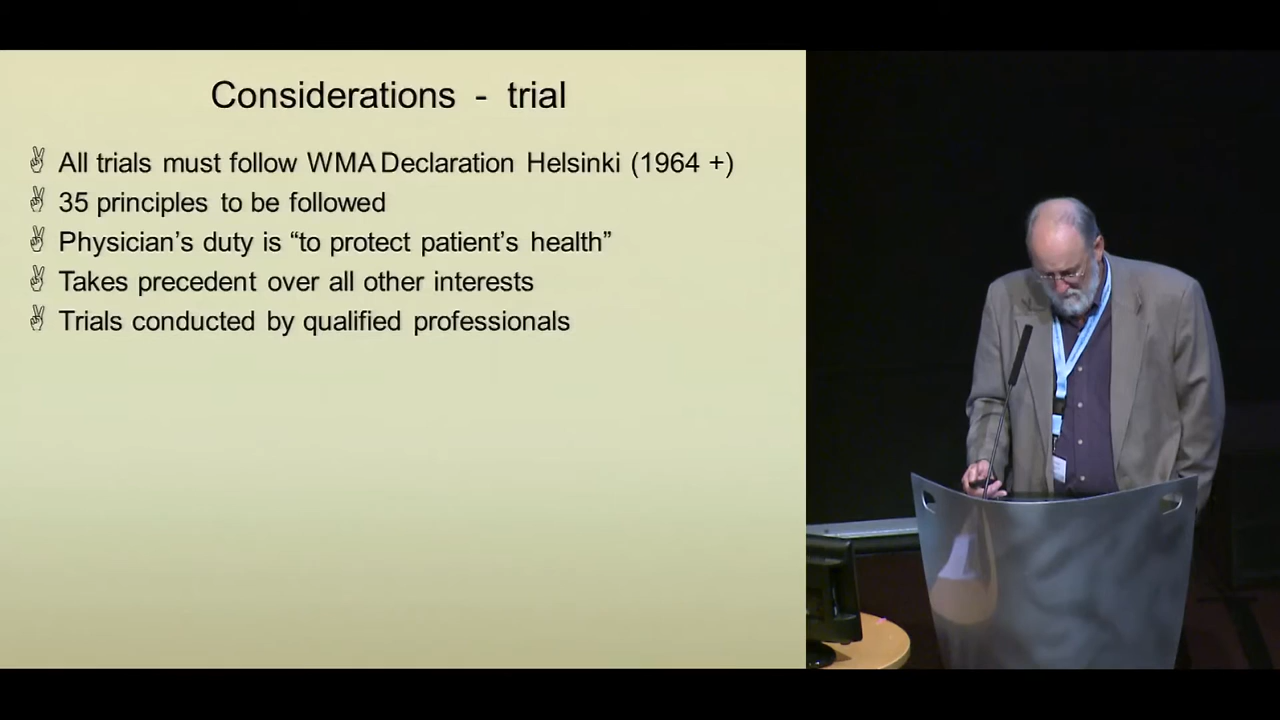 Considerations - trial
All trials must follow WMA Declaration Helsinki (1964 +)
35 principles to be followed
Physician's duty is “to protect patient's health”
Takes precedent over all other interests
Trials conducted by qualified professionals